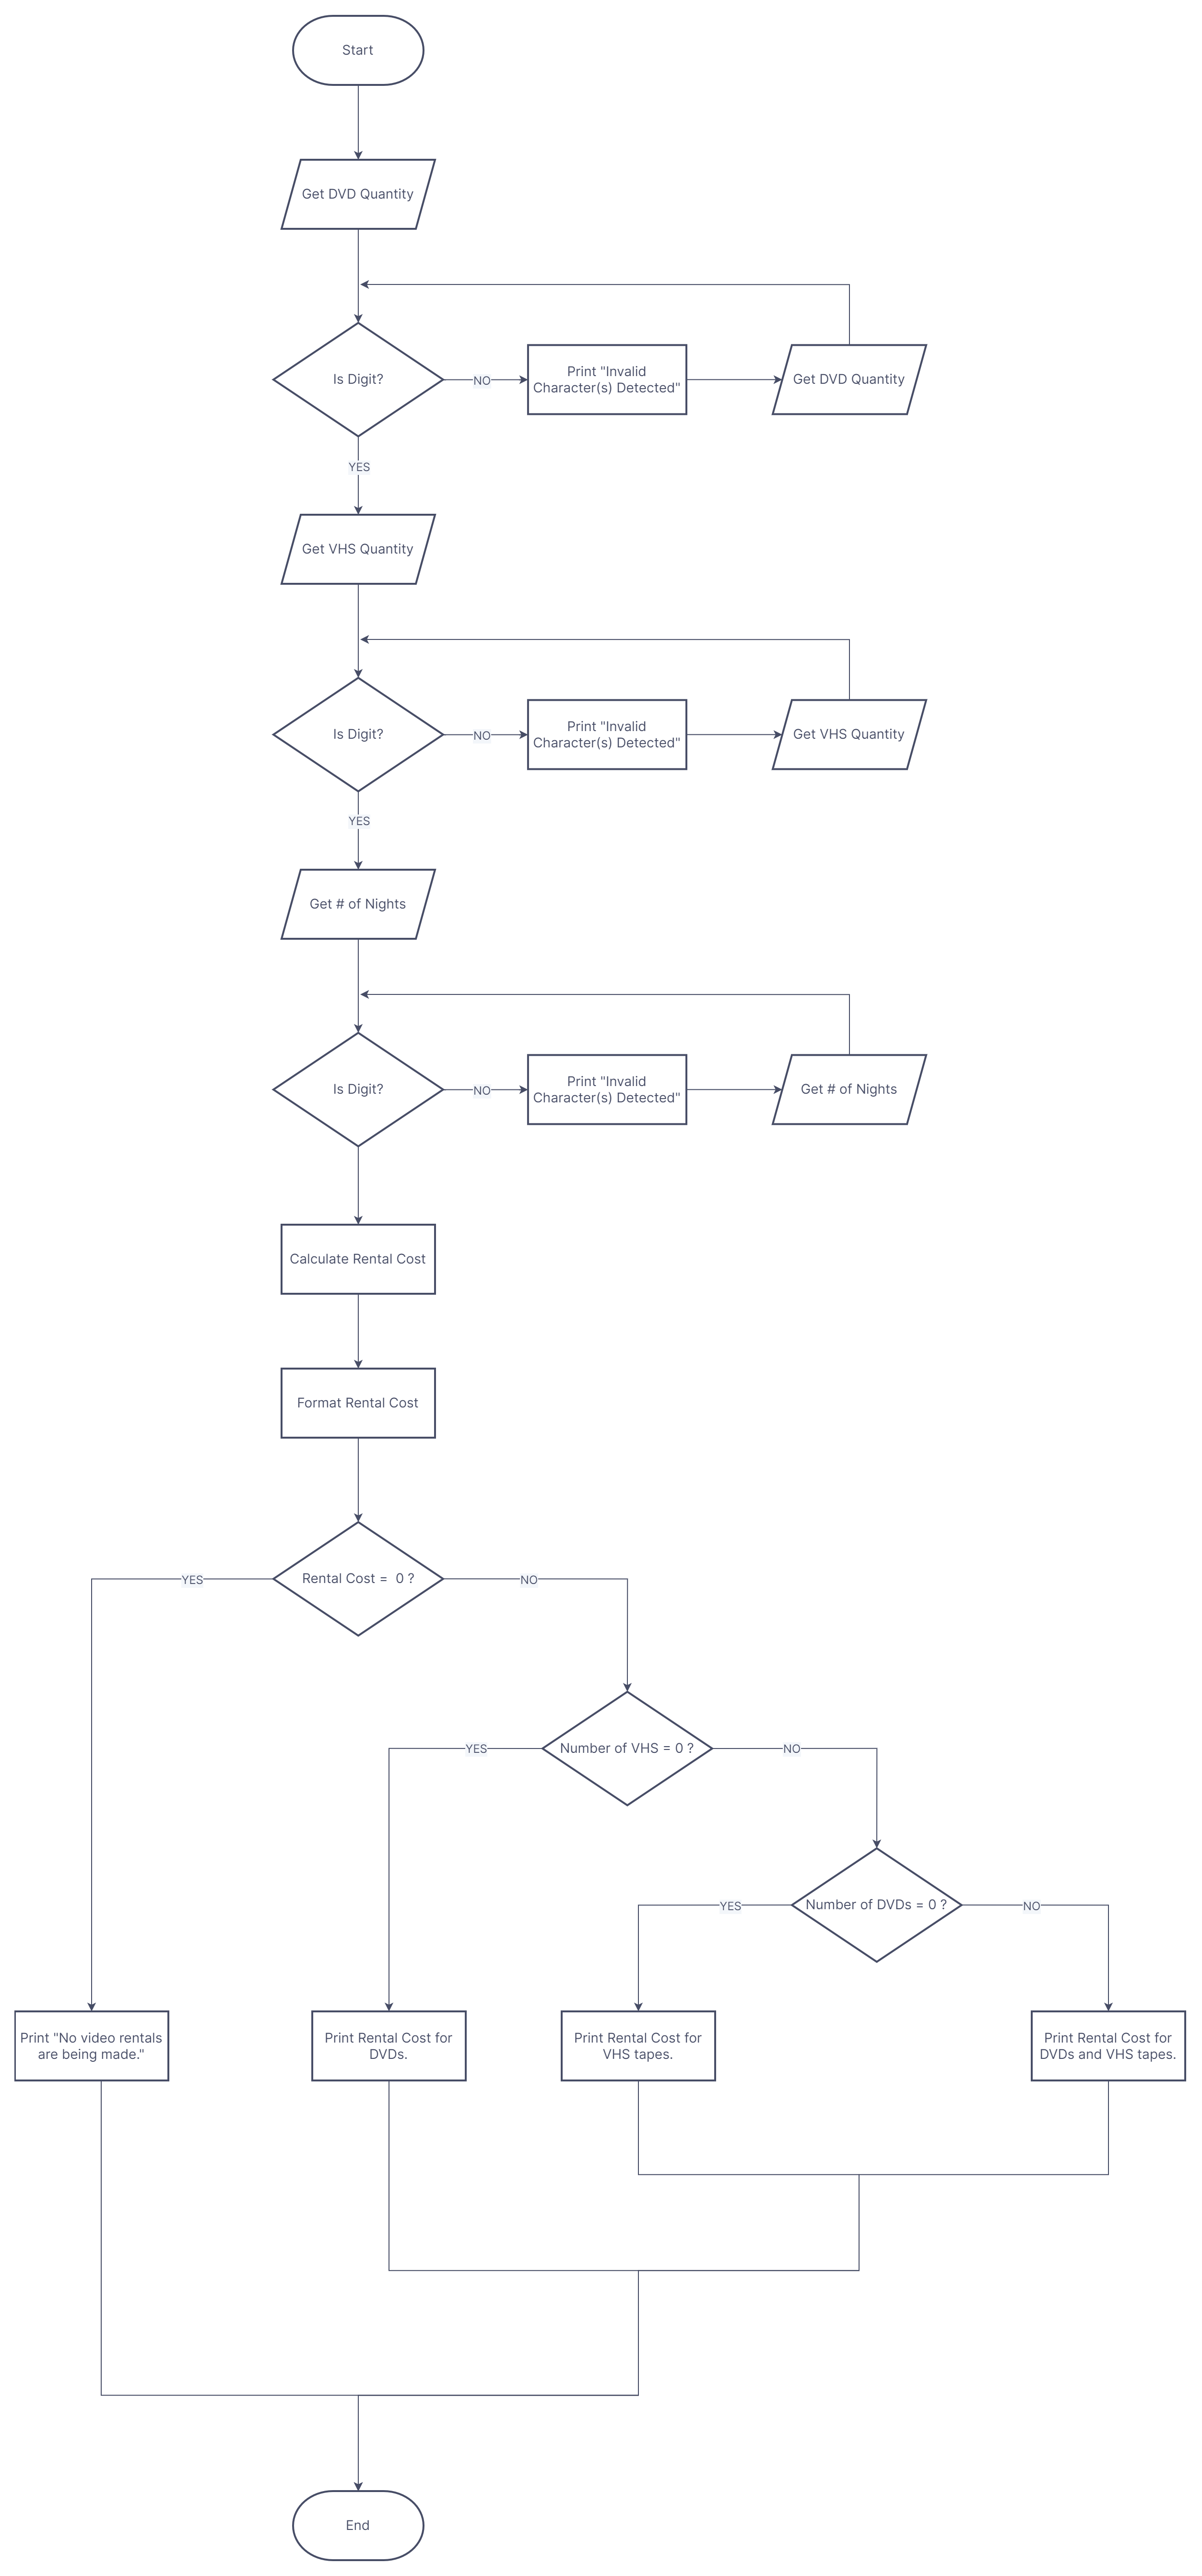 Start
Get DVD Quantity
Is Digit?
NO
Print "Invalid
Character(s) Detected"
Get DVD Quantity
YES
Get VHS Quantity
Is Digit?
NO
Print "Invalid
Character(s) Detected"
Get VHS Quantity
YES
Get # of Nights
Is Digit?
NO
Print "Invalid
Character(s) Detected"
Get # of Nights
Calculate Rental Cost
Format Rental Cost
YES
Rental Cost =  0 ?
NO
YES
Number of VHS = 0 ?
NO
YES
Number of DVDs = 0 ?
NO
Print "No video rentals
are being made."
Print Rental Cost for
DVDs.
Print Rental Cost for
VHS tapes.
Print Rental Cost for
DVDs and VHS tapes.
End